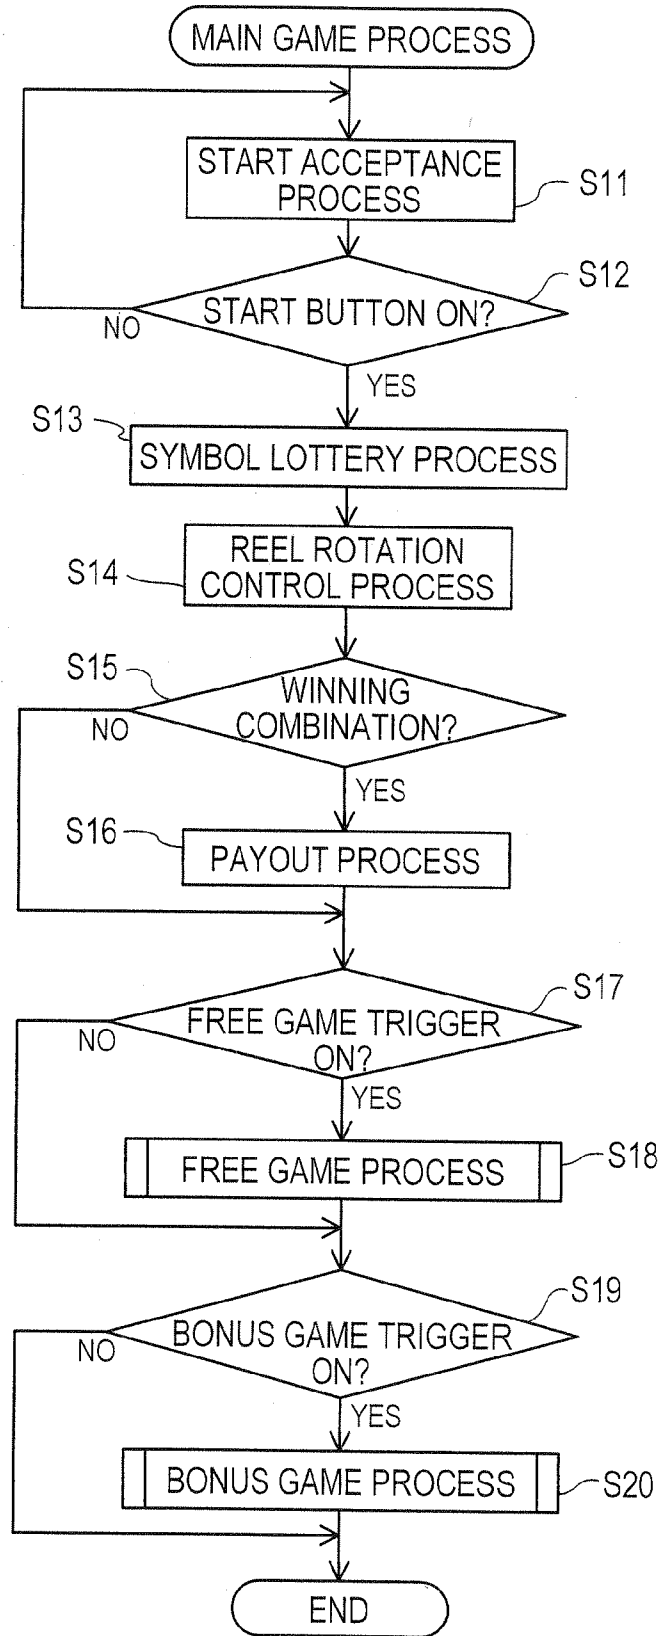 MAIN GAME PROCESS
START ACCEPTANCE
PROCESS
S11
S12
START BUTTON ON?
NO
YES
S13
SYMBOL LOTTERY PROCESS
REEL ROTATION
CONTROL PROCESS
S14
S15
WINNING
COMBINATION?
NO
YES
S16
PAYOUT PROCESS
S17
FREE GAME TRIGGER
ON?
NO
YES
FREE GAME PROCESS
S18
S19
BONUS GAME TRIGGER
ON?
NO
YES
BONUS GAME PROCESS
S20
END